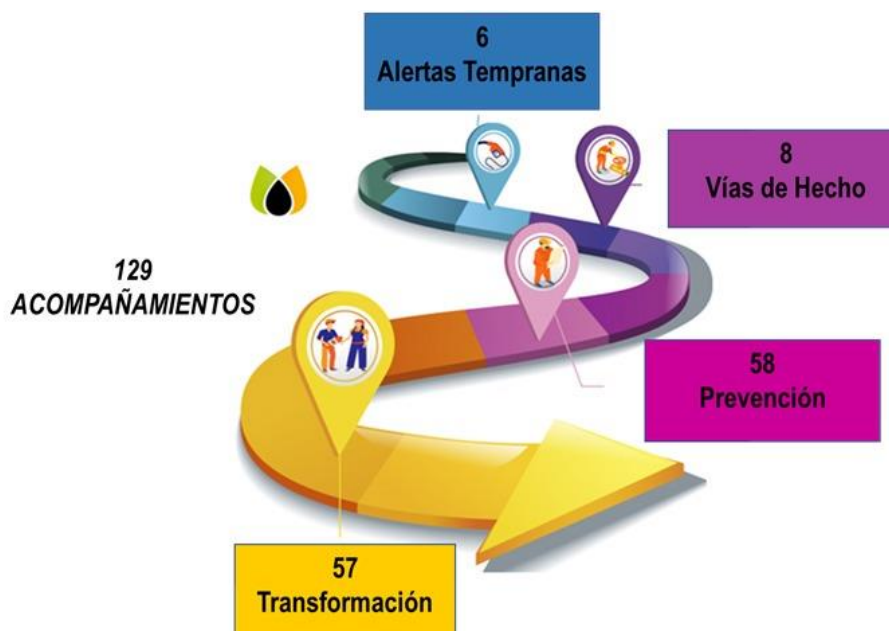 6
Alertas Tempranas
8
Vías de Hecho
129
ACOMPAÑAMIENTOS
58
Prevención
57
Transformación